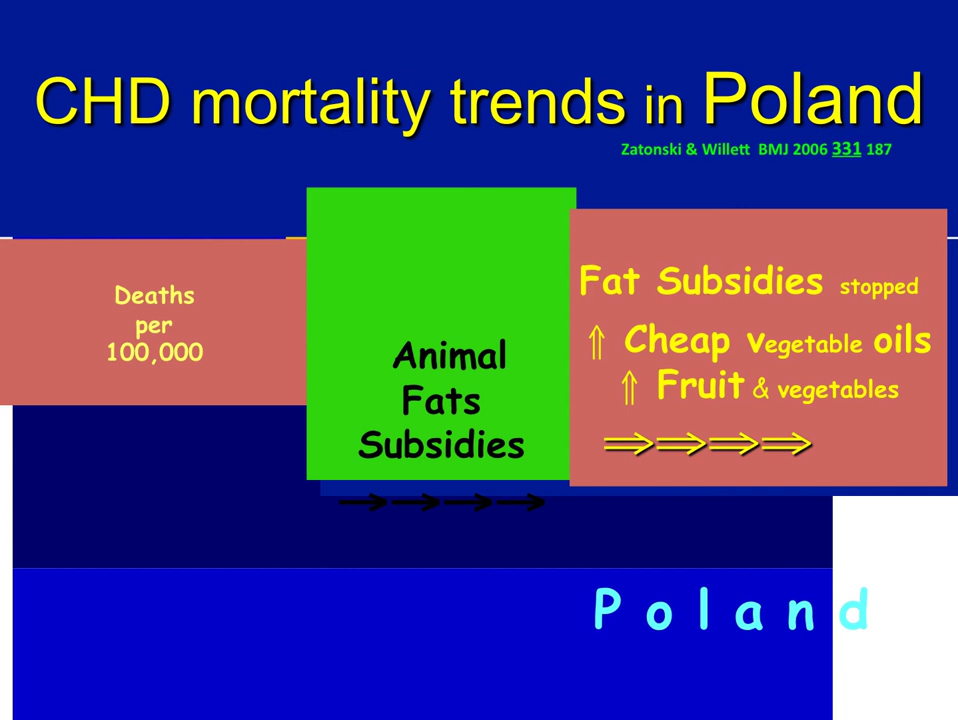 CHD mortality trends in Poland
Zatonski & Willett BMJ 2006 331 187
Deaths
per
100,000
Animal
Fats
Subsidies
→→→→
Fat Subsidies stopped
⇑ Cheap vegetable oils
⇑ Fruit & vegetables
⇒⇒⇒⇒
P o l a n d